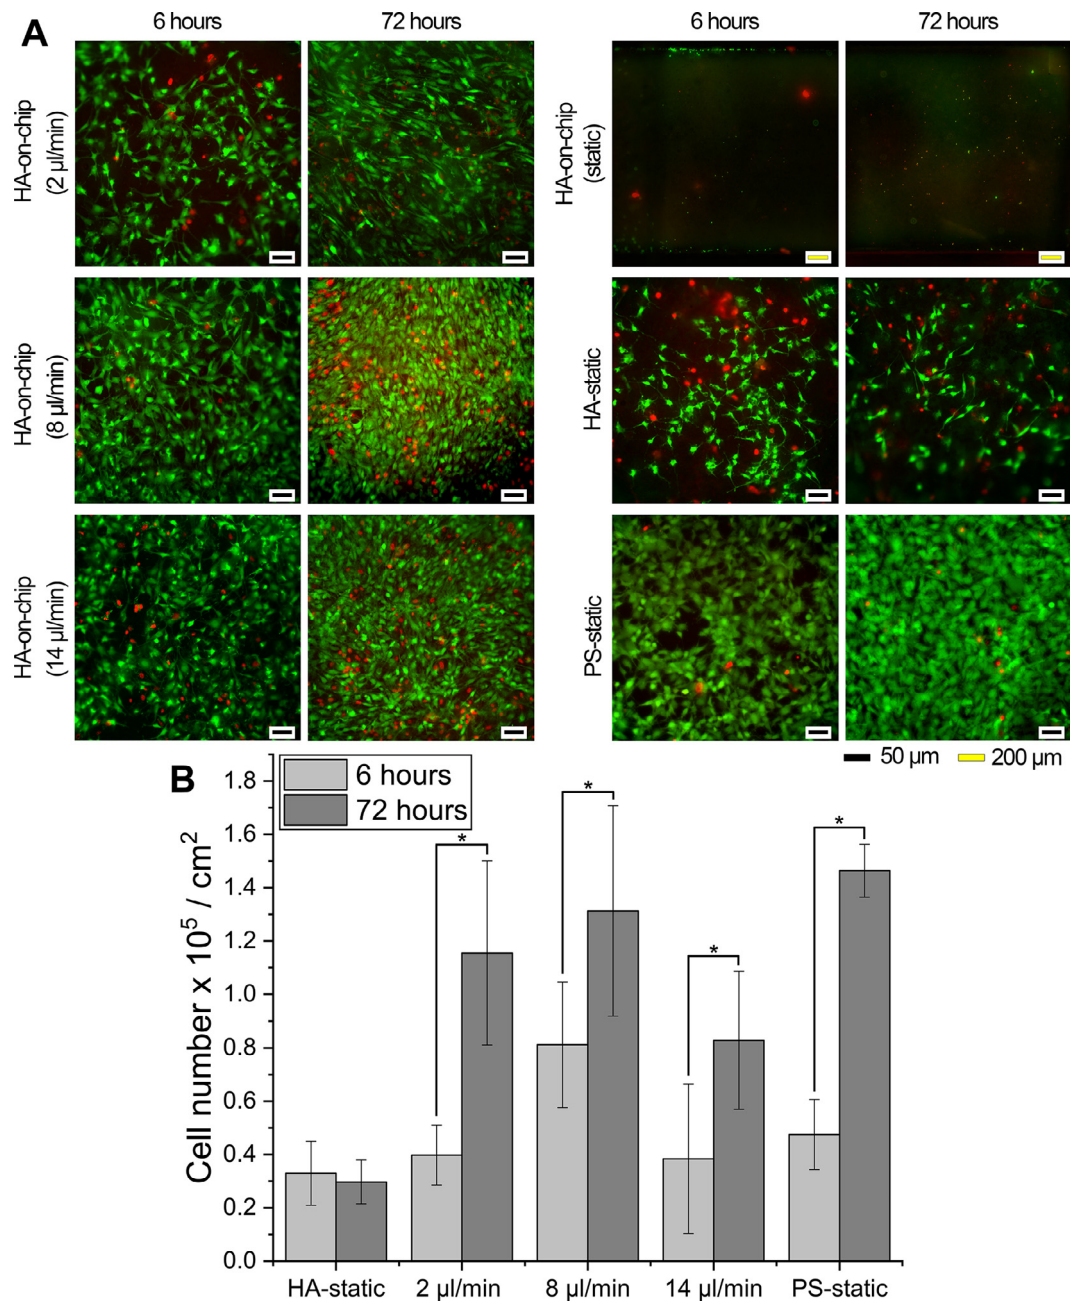 A
6 hours
72 hours
6 hours
72 hours
HA-on-chip
(2 µl/min)
HA-on-chip
(static)
HA-on-chip
(8 µl/min)
HA-static
HA-on-chip
(14 µl/min)
PS-static
50 µm
200 µm
B
6 hours
72 hours
Cell number x 10⁵ / cm²
1.8
1.6
1.4
1.2
1.0
0.8
0.6
0.4
0.2
0.0
*
*
*
*
HA-static
2 µl/min
8 µl/min
14 µl/min
PS-static